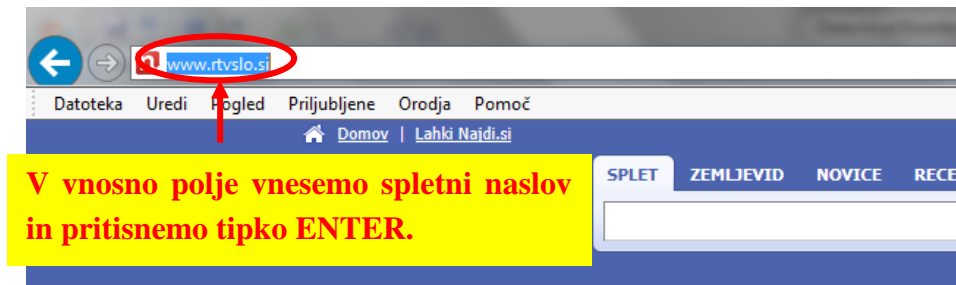 www.rtvslo.si
Datoteka Uredi Pogled Priljubljene Orodja Pomoč
Domov | Lahki Najdi.si
SPLET ZEMLJEVID NOVICE RECE
V vnosno polje vnesemo spletni naslov
in pritisnemo tipko ENTER.